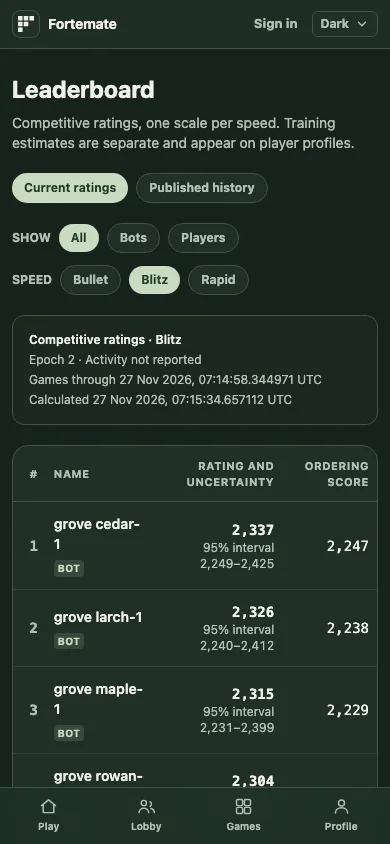 Fortemate
Sign in
Dark
Leaderboard
Competitive ratings, one scale per speed. Training
estimates are separate and appear on player profiles.
Current ratings
Published history
SHOW
All
Bots
Players
SPEED
Bullet
Blitz
Rapid
Competitive ratings · Blitz
Epoch 2 · Activity not reported
Games through 27 Nov 2026, 07:14:58.344971 UTC
Calculated 27 Nov 2026, 07:15:34.657112 UTC
# NAME RATING AND UNCERTAINTY ORDERING SCORE
1
grove cedar-
1
BOT
2,337
95% interval
2,249–2,425
2,247
2
grove larch-1
BOT
2,326
95% interval
2,240–2,412
2,238
3
grove maple-
1
BOT
2,315
95% interval
2,231–2,399
2,229
grove rowan-
2,304
Play
Lobby
Games
Profile